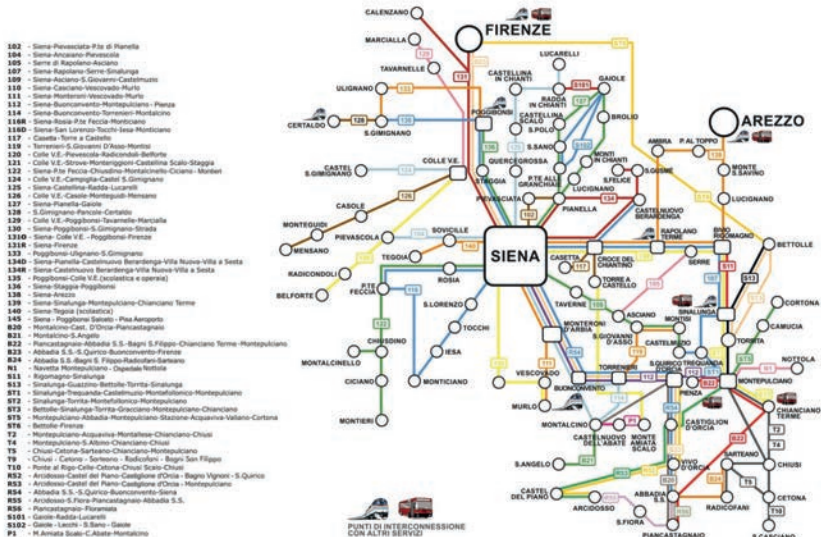 102 - Siena-Pievasciata-P.te di Pianella
104 - Siena-Ancaiano-Pievescola
105 - Serre di Rapolano-Asciano
107 - Siena-Rapolano-Serre-Sinalunga
109 - Siena-Asciano-S.Giovanni-Castelmuzio
110 - Siena-Casciano-Vescovado-Murlo
111 - Siena-Monteroni-Vescovado-Murlo
112 - Siena-Buonconvento-Montepulciano - Pienza
114 - Siena-Buonconvento-Torrenieri-Montalcino
116R - Siena-Rosia-P.te Feccia-Monticiano
116D - Siena-San Lorenzo-Tocchi-Iesa-Monticiano
117 - Casetta-Torre a Castello
119 - Torrenieri-S.Giovanni D'Asso-Montisi
120 - Colle V.E.-Pievescola-Radicondoli-Belforte
121 - Colle V.E.-Strove-Monteriggioni-Castellina Scalo-Staggia
122 - Siena-P.te Feccia-Chiusdino-Montalcinello-Ciciano - Montieri
124 - Colle V.E.-Campiglia-Castel S.Gimignano
125 - Siena-Castellina-Radda-Lucarelli
126 - Colle V.E.-Casole-Monteguidi-Mensano
127 - Siena-Pianella-Gaiole
128 - S.Gimignano-Pancole-Certaldo
129 - Colle V.E.-Poggibonsi-Tavarnelle-Marcialla
130 - Siena-Poggibonsi-S.Gimignano-Strada
131O - Siena- Colle V.E. -Poggibonsi-Firenze
131R - Siena-Firenze
133 - Poggibonsi-Ulignano-S.Gimignano
134D - Siena-Pianella-Castelnuovo Berardenga-Villa Nuova-Villa a Sesta
134R - Siena-Castelnuovo Berardenga-Villa Nuova-Villa a Sesta
135 - Poggibonsi-Colle V.E.(scolastica e operaia)
136 - Siena-Staggia-Poggibonsi
138 - Siena-Arezzo
139 - Siena-Sinalunga-Montepulciano-Chianciano Terme
140 - Siena-Tegoia (scolastica)
145 - Siena - Poggibonsi Salceto - Pisa Aeroporto
B20 - Montalcino-Cast. D'Orcia-Piancastagnaio
B21 - Montalcino-S.Angelo
B22 - Piancastagnaio-Abbadia S.S.-Bagni S.Filippo-Chianciano Terme-Montepulciano
B23 - Abbadia S.S.-S.Quirico-Buonconvento-Firenze
B24 - Abbadia S.S.-Bagni S.Filippo-Radicofani-Sarteano
N1 - Navetta Montepulciano - Ospedale Nottola
S11 - Rigomagno-Sinalunga
S13 - Sinalunga-Guazzino-Bettolle-Torrita-Sinalunga
ST1 - Sinalunga-Trequanda-Castelmuzio-Montefollonico-Montepulciano
ST2 - Sinalunga-Torrita-Montefollonico-Montepulciano
ST3 - Bettolle-Sinalunga-Torrita-Gracciano-Montepulciano-Chianciano
ST5 - Montepulciano-Abbadia-Montepulciano-Stazione-Acquaviva-Valiano-Cortona
ST6 - Bettolle-Firenze
T2 - Montepulciano-Acquaviva-Montallese-Chianciano-Chiusi
T4 - Montepulciano-S.Albino-Chianciano-Chiusi
T5 - Chiusi-Cetona-Sarteano-Chianciano-Montepulciano
T9 - Chiusi - Cetona - Sarteano - Radicofani - Bagni San Filippo
T10 - Ponte al Rigo-Celle-Cetona-Chiusi Scalo-Chiusi
R52 - Arcidosso-Castel del Piano-Castiglione d'Orcia - Bagno Vignoni - S.Quirico
R53 - Arcidosso-Castel del Piano-Castiglione d'Orcia - Montepulciano
R54 - Abbadia S.S.-S.Quirico-Buonconvento-Siena
R55 - Arcidosso-S.Fiora-Piancastagnaio-Abbadia S.S.
R56 - Piancastagnaio-Floramiata
S101 - Gaiole-Radda-Lucarelli
S102 - Gaiole - Lecchi - S.Sano - Gaiole
P1 - M.Amiata Scalo-C.Abate-Montalcino
CALENZANO
MARCIALLA
TAVARNELLE
FIRENZE
ULIGNANO
CERTALDO
S.GIMIGNANO
POGGIBONSI
COLLE V.E.
STAGGIA
CASTEL
S.GIMIGNANO
CASOLE
MONTEGUIDI
MENSANO
PIEVASCOLA
RADICONDOLI
BELFORTE
SOVICILLE
TEGOIA
LUCARELLI
CASTELLINA
IN CHIANTI
RADDA
IN CHIANTI
GAIOLE
CASTELLINA
SCALO
S.POLO
S.SANO
BROLIO
MONTI
IN CHIANTI
QUERCEGROSSA
P.TE ALLE
GRANCHIAIE
LUCIGNANO
PIEVASCIATA
PIANELLA
S.FELICE
S.GUSME
CASTELNUOVO
BERARDENGA
AREZZO
AMBRA
P.AL TOPPO
MONTE
S.SAVINO
LUCIGNANO
BIVIO
RIGOMAGNO
BETTOLLE
SIENA
RAPOLANO
TERME
SERRE
CASETTA
CROCE DEL
CHIANTINO
TORRE A
CASTELLO
TAVERNE
ASCIANO
MONTISI
SINALUNGA
TORRITA
CORTONA
CAMUCIA
NOTTOLA
ROSIA
P.TE
FECCIA
S.LORENZO
TOCCHI
IESA
MONTICIANO
CHIUSDINO
MONTALCINELLO
CICIANO
MONTIERI
MONTERONI
D'ARBIA
S.GIOVANNI
D'ASSO
CASTELMUZIO
TREQUANDA
VESCOVADO
MURLO
BUONCONVENTO
TORRENIERI
S.QUIRICO
D'ORCIA
PIENZA
MONTEPULCIANO
CHIANCIANO
TERME
MONTALCINO
CASTELNUOVO
DELL'ABATE
MONTE
AMIATA
SCALO
CASTIGLION
D'ORCIA
S.ANGELO
CASTEL
DEL PIANO
ARCIDOSSO
S.FIORA
VIVO
D'ORCIA
ABBADIA
S.S.
PIANCASTAGNAIO
RADICOFANI
SARTEANO
CHIUSI
CETONA
S.CASCIANO
PUNTI DI INTERCONNESSIONE
CON ALTRI SERVIZI